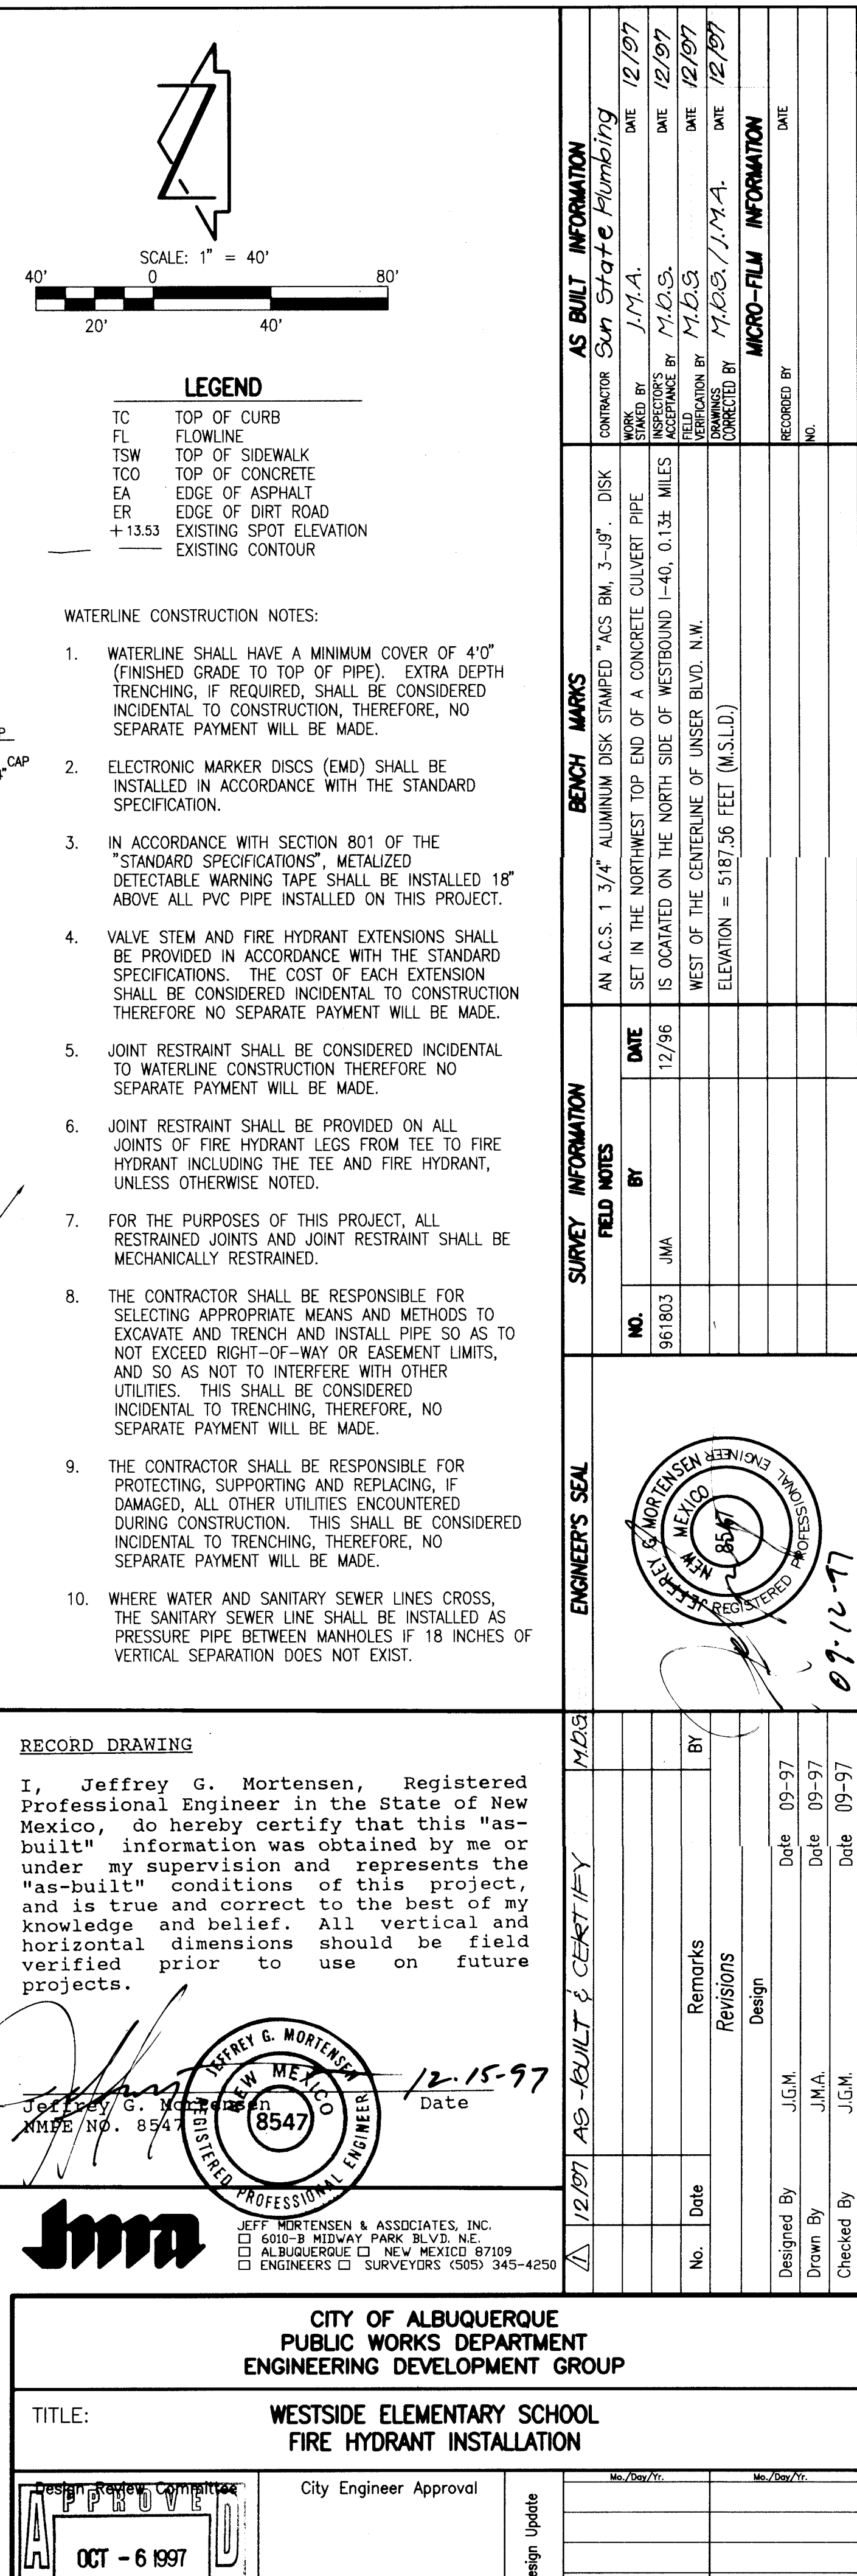 SCALE: 1" = 40'
40' 0 80'
20' 40'
LEGEND
TC TOP OF CURB
FL FLOWLINE
TSW TOP OF SIDEWALK
TCO TOP OF CONCRETE
EA EDGE OF ASPHALT
ER EDGE OF DIRT ROAD
+ 13.53 EXISTING SPOT ELEVATION
EXISTING CONTOUR
CAP
WATERLINE CONSTRUCTION NOTES:
1. WATERLINE SHALL HAVE A MINIMUM COVER OF 4'0"
(FINISHED GRADE TO TOP OF PIPE). EXTRA DEPTH
TRENCHING, IF REQUIRED, SHALL BE CONSIDERED
INCIDENTAL TO CONSTRUCTION, THEREFORE, NO
SEPARATE PAYMENT WILL BE MADE.
2. ELECTRONIC MARKER DISCS (EMD) SHALL BE
INSTALLED IN ACCORDANCE WITH THE STANDARD
SPECIFICATION.
3. IN ACCORDANCE WITH SECTION 801 OF THE
"STANDARD SPECIFICATIONS", METALIZED
DETECTABLE WARNING TAPE SHALL BE INSTALLED 18"
ABOVE ALL PVC PIPE INSTALLED ON THIS PROJECT.
4. VALVE STEM AND FIRE HYDRANT EXTENSIONS SHALL
BE PROVIDED IN ACCORDANCE WITH THE STANDARD
SPECIFICATIONS. THE COST OF EACH EXTENSION
SHALL BE CONSIDERED INCIDENTAL TO CONSTRUCTION
THEREFORE NO SEPARATE PAYMENT WILL BE MADE.
5. JOINT RESTRAINT SHALL BE CONSIDERED INCIDENTAL
TO WATERLINE CONSTRUCTION THEREFORE NO
SEPARATE PAYMENT WILL BE MADE.
6. JOINT RESTRAINT SHALL BE PROVIDED ON ALL
JOINTS OF FIRE HYDRANT LEGS FROM TEE TO FIRE
HYDRANT INCLUDING THE TEE AND FIRE HYDRANT,
UNLESS OTHERWISE NOTED.
7. FOR THE PURPOSES OF THIS PROJECT, ALL
RESTRAINED JOINTS AND JOINT RESTRAINT SHALL BE
MECHANICALLY RESTRAINED.
8. THE CONTRACTOR SHALL BE RESPONSIBLE FOR
SELECTING APPROPRIATE MEANS AND METHODS TO
EXCAVATE AND TRENCH AND INSTALL PIPE SO AS TO
NOT EXCEED RIGHT-OF-WAY OR EASEMENT LIMITS,
AND SO AS NOT TO INTERFERE WITH OTHER
UTILITIES. THIS SHALL BE CONSIDERED
INCIDENTAL TO TRENCHING, THEREFORE, NO
SEPARATE PAYMENT WILL BE MADE.
9. THE CONTRACTOR SHALL BE RESPONSIBLE FOR
PROTECTING, SUPPORTING AND REPLACING, IF
DAMAGED, ALL OTHER UTILITIES ENCOUNTERED
DURING CONSTRUCTION. THIS SHALL BE CONSIDERED
INCIDENTAL TO TRENCHING, THEREFORE, NO
SEPARATE PAYMENT WILL BE MADE.
10. WHERE WATER AND SANITARY SEWER LINES CROSS,
THE SANITARY SEWER LINE SHALL BE INSTALLED AS
PRESSURE PIPE BETWEEN MANHOLES IF 18 INCHES OF
VERTICAL SEPARATION DOES NOT EXIST.
AS BUILT INFORMATION
CONTRACTOR Sun State Plumbing
WORK STAKED BY J.M.A. DATE 12/97
INSPECTOR'S ACCEPTANCE BY M.D.S. DATE 12/97
FIELD VERIFICATION BY M.D.S. DATE 12/97
DRAWINGS CORRECTED BY M.D.S./J.M.A. DATE 12/97
MICRO-FILM INFORMATION
RECORDED BY DATE
NO.
BENCH MARKS
AN A.C.S. 1 3/4" ALUMINUM DISK STAMPED "ACS BM, 3-J9". DISK
SET IN THE NORTHWEST TOP END OF A CONCRETE CULVERT PIPE
IS OCATATED ON THE NORTH SIDE OF WESTBOUND I-40, 0.13± MILES
WEST OF THE CENTERLINE OF UNSER BLVD. N.W.
ELEVATION = 5187.56 FEET (M.S.L.D.)
SURVEY INFORMATION
FIELD NOTES
NO. BY DATE
961803 JMA 12/96
ENGINEER'S SEAL
JEFFREY G MORTENSEN
NEW MEXICO
8547
REGISTERED PROFESSIONAL ENGINEER
09-12-97
1 12/97 AS-BUILT & CERTIFY M.D.S.
No. Date Remarks BY
Revisions
Design
Designed By J.G.M. Date 09-97
Drawn By J.M.A. Date 09-97
Checked By J.G.M. Date 09-97
RECORD DRAWING
I, Jeffrey G. Mortensen, Registered
Professional Engineer in the State of New
Mexico, do hereby certify that this "as-
built" information was obtained by me or
under my supervision and represents the
"as-built" conditions of this project,
and is true and correct to the best of my
knowledge and belief. All vertical and
horizontal dimensions should be field
verified prior to use on future
projects.
12-15-97
Jeffrey G. Mortensen Date
NMPE NO. 8547
JEFFREY G. MORTENSEN
NEW MEXICO
8547
REGISTERED PROFESSIONAL ENGINEER
jma
JEFF MORTENSEN & ASSOCIATES, INC.
□ 6010-B MIDWAY PARK BLVD. N.E.
□ ALBUQUERQUE □ NEW MEXICO 87109
□ ENGINEERS □ SURVEYORS (505) 345-4250
CITY OF ALBUQUERQUE
PUBLIC WORKS DEPARTMENT
ENGINEERING DEVELOPMENT GROUP
TITLE: WESTSIDE ELEMENTARY SCHOOL
FIRE HYDRANT INSTALLATION
Design Review Committee
APPROVED
OCT - 6 1997
City Engineer Approval
Mo./Day/Yr. Mo./Day/Yr.
Update